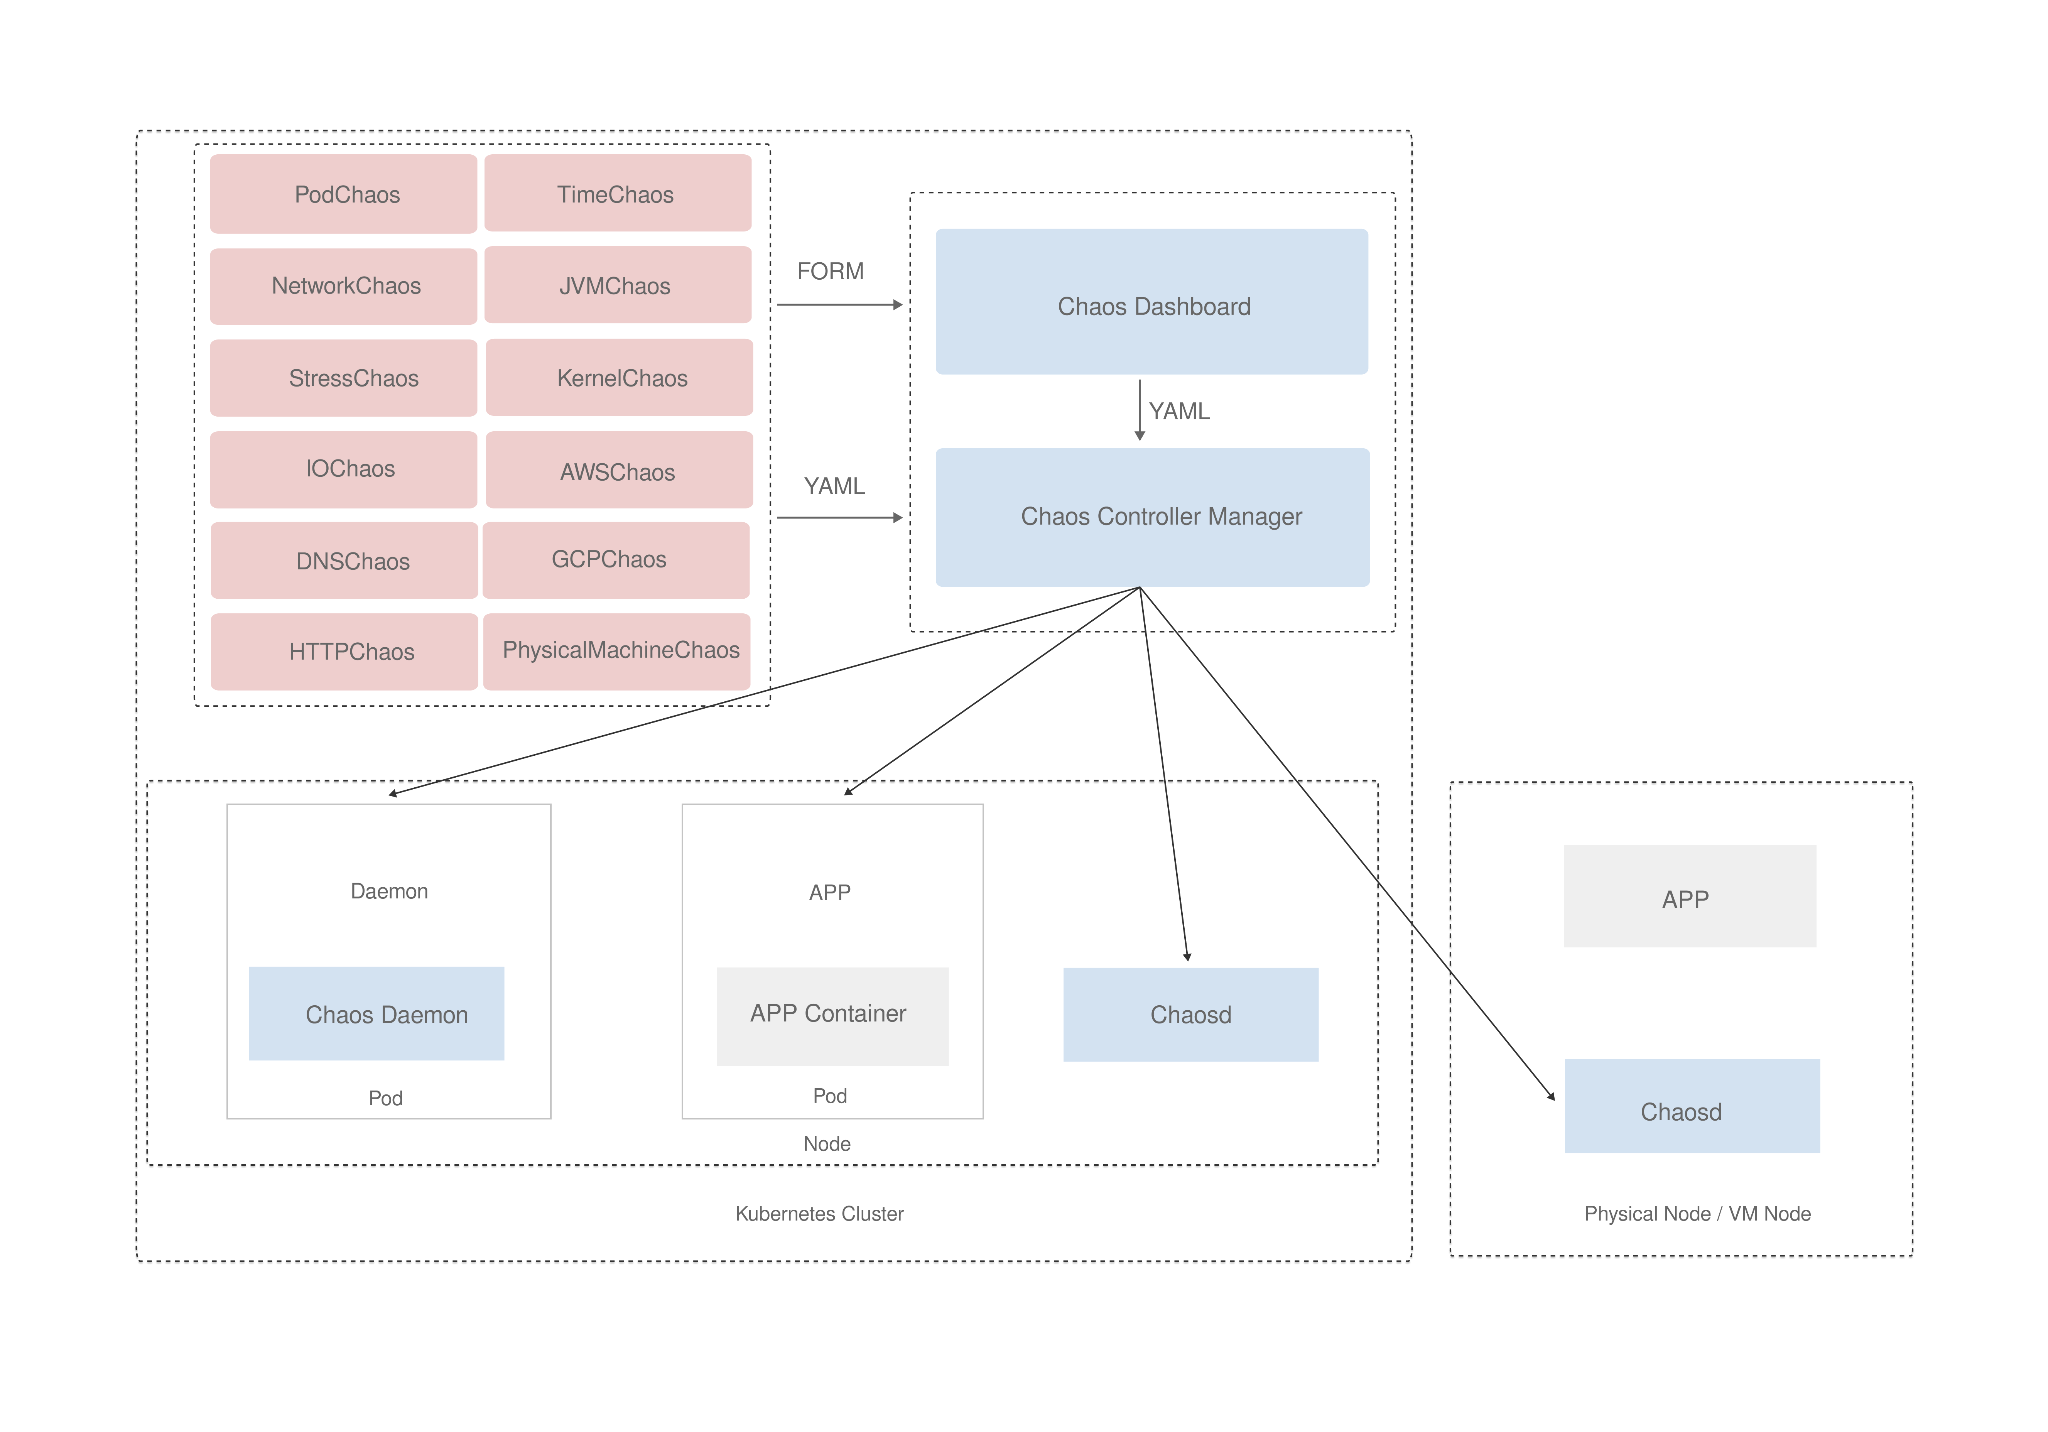 PodChaos
TimeChaos
NetworkChaos
JVMChaos
StressChaos
KernelChaos
IOChaos
AWSChaos
DNSChaos
GCPChaos
HTTPChaos
PhysicalMachineChaos
FORM
YAML
Chaos Dashboard
YAML
Chaos Controller Manager
Daemon
Chaos Daemon
Pod
APP
APP Container
Pod
Chaosd
Node
Kubernetes Cluster
APP
Chaosd
Physical Node / VM Node